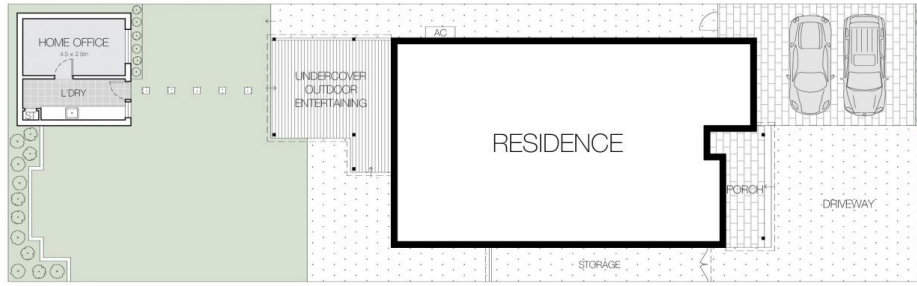 HOME OFFICE
4.5 x 2.5m
L'DRY
ST
AC
UNDERCOVER
OUTDOOR
ENTERTAINING
RESIDENCE
PORCH
DRIVEWAY
STORAGE